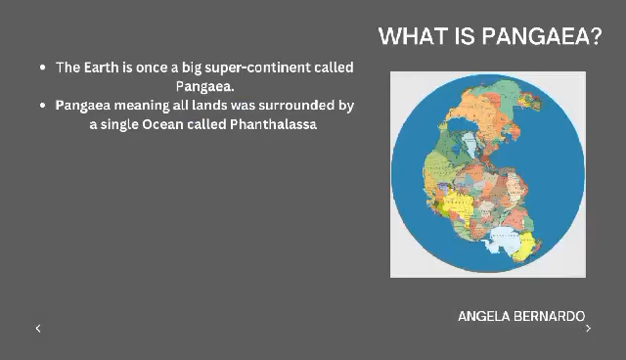 WHAT IS PANGAEA?
• The Earth is once a big super-continent called
Pangaea.
• Pangaea meaning all lands was surrounded by
a single Ocean called Phanthalassa
ANGELA BERNARDO